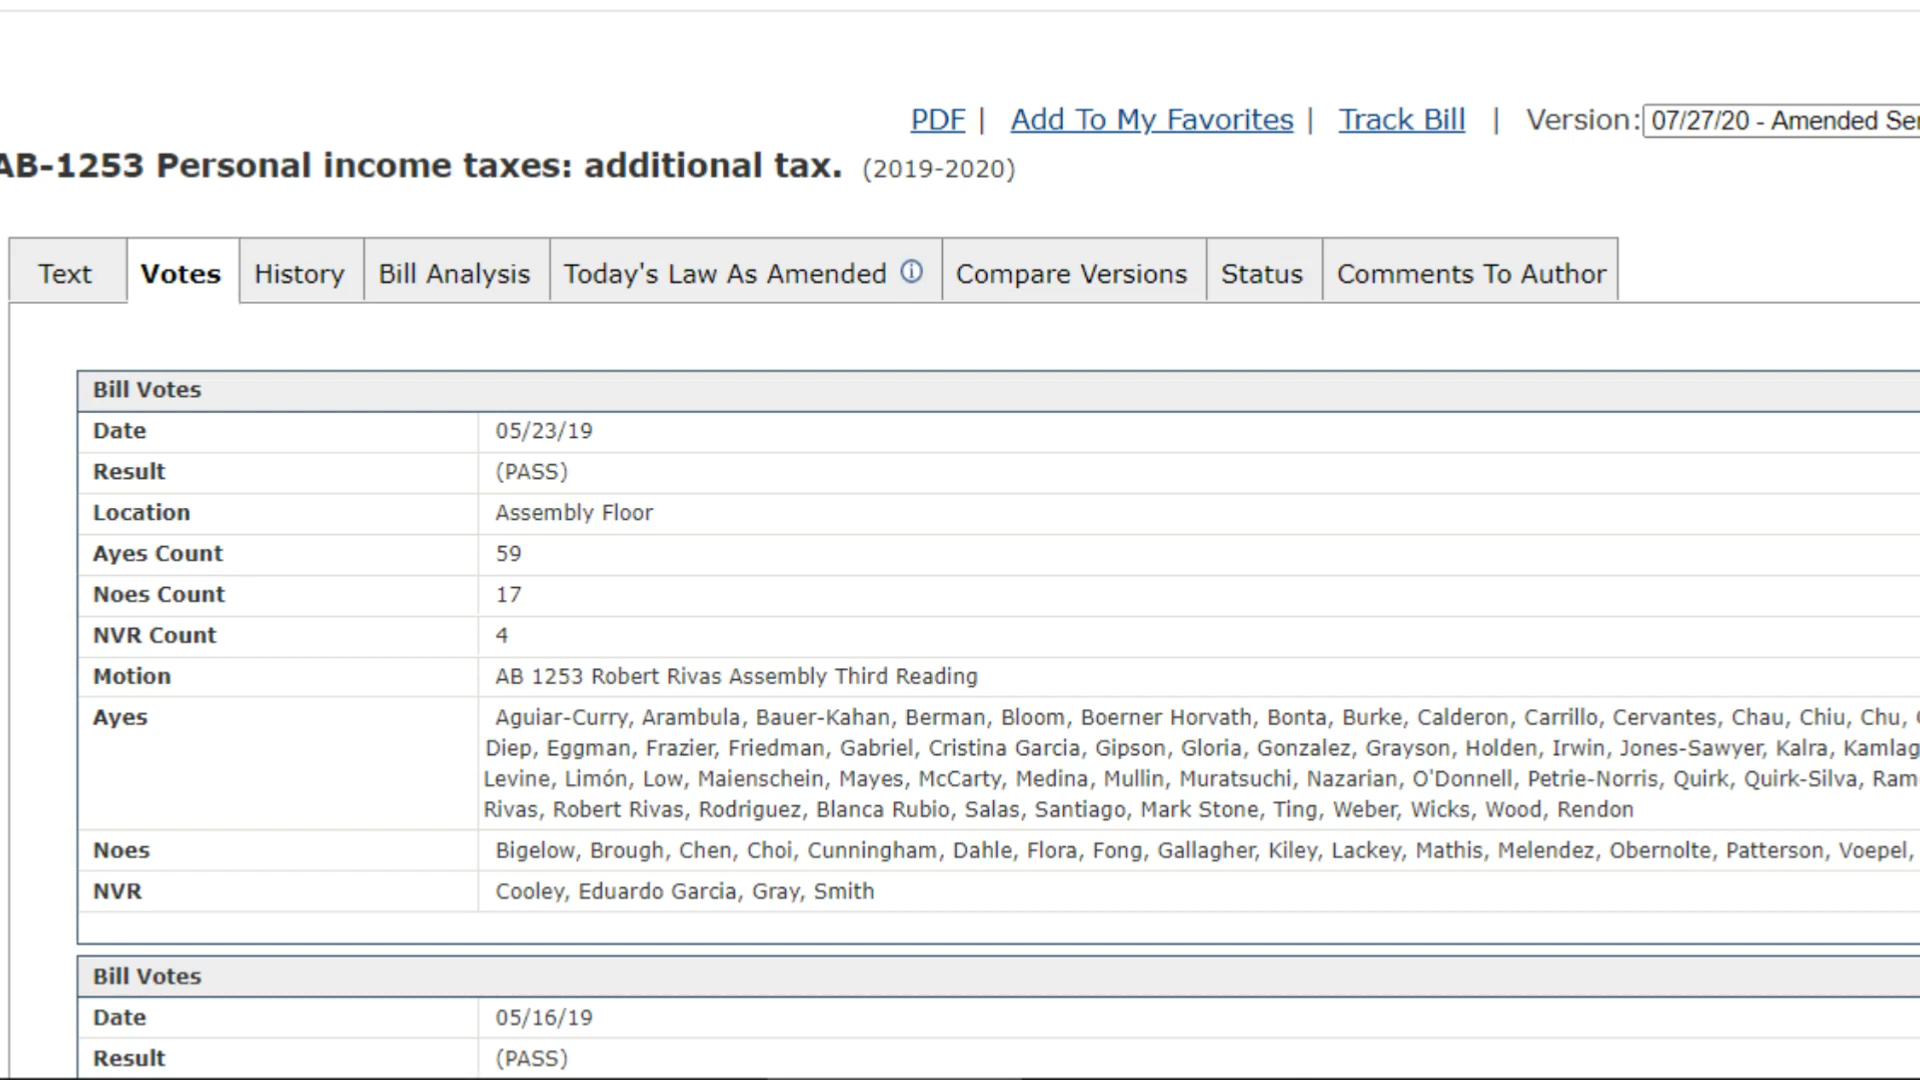 PDF | Add To My Favorites | Track Bill | Version: 07/27/20 - Amended Sen
AB-1253 Personal income taxes: additional tax. (2019-2020)
Text Votes History Bill Analysis Today's Law As Amended Compare Versions Status Comments To Author
Bill Votes
Date 05/23/19
Result (PASS)
Location Assembly Floor
Ayes Count 59
Noes Count 17
NVR Count 4
Motion AB 1253 Robert Rivas Assembly Third Reading
Ayes Aguiar-Curry, Arambula, Bauer-Kahan, Berman, Bloom, Boerner Horvath, Bonta, Burke, Calderon, Carrillo, Cervantes, Chau, Chiu, Chu,
Diep, Eggman, Frazier, Friedman, Gabriel, Cristina Garcia, Gipson, Gloria, Gonzalez, Grayson, Holden, Irwin, Jones-Sawyer, Kalra, Kamlag
Levine, Limón, Low, Maienschein, Mayes, McCarty, Medina, Mullin, Muratsuchi, Nazarian, O'Donnell, Petrie-Norris, Quirk, Quirk-Silva, Ram
Rivas, Robert Rivas, Rodriguez, Blanca Rubio, Salas, Santiago, Mark Stone, Ting, Weber, Wicks, Wood, Rendon
Noes Bigelow, Brough, Chen, Choi, Cunningham, Dahle, Flora, Fong, Gallagher, Kiley, Lackey, Mathis, Melendez, Obernolte, Patterson, Voepel,
NVR Cooley, Eduardo Garcia, Gray, Smith
Bill Votes
Date 05/16/19
Result (PASS)